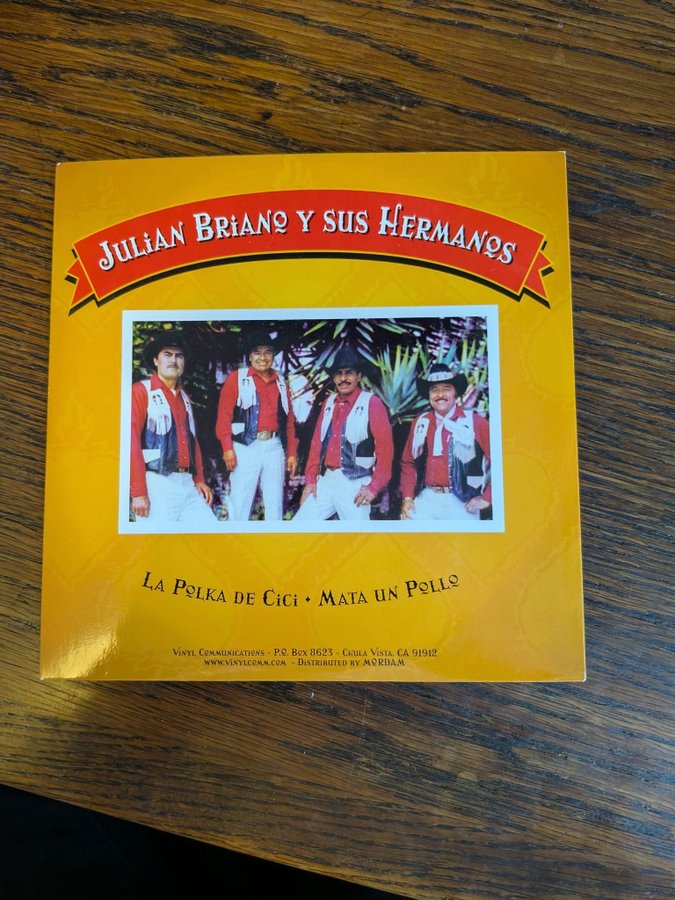 Julian Briano y sus Hermanos
La Polka de Cici • Mata un Pollo
Vinyl Communications - P.O. Box 8623 - Chula Vista, CA 91912
www.vinylcomm.com - Distributed by MORDAM